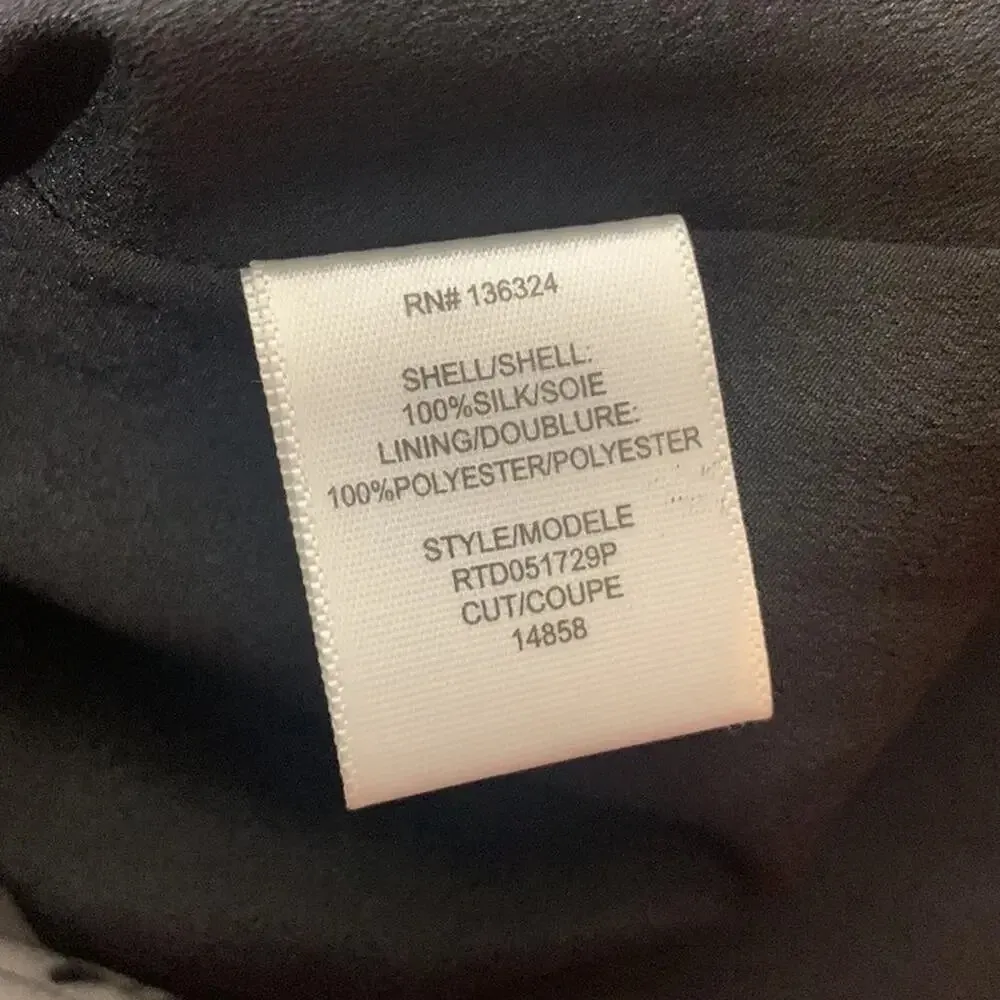 RN# 136324
SHELL/SHELL:
100%SILK/SOIE
LINING/DOUBLURE:
100%POLYESTER/POLYESTER
STYLE/MODELE
RTD051729P
CUT/COUPE
14858